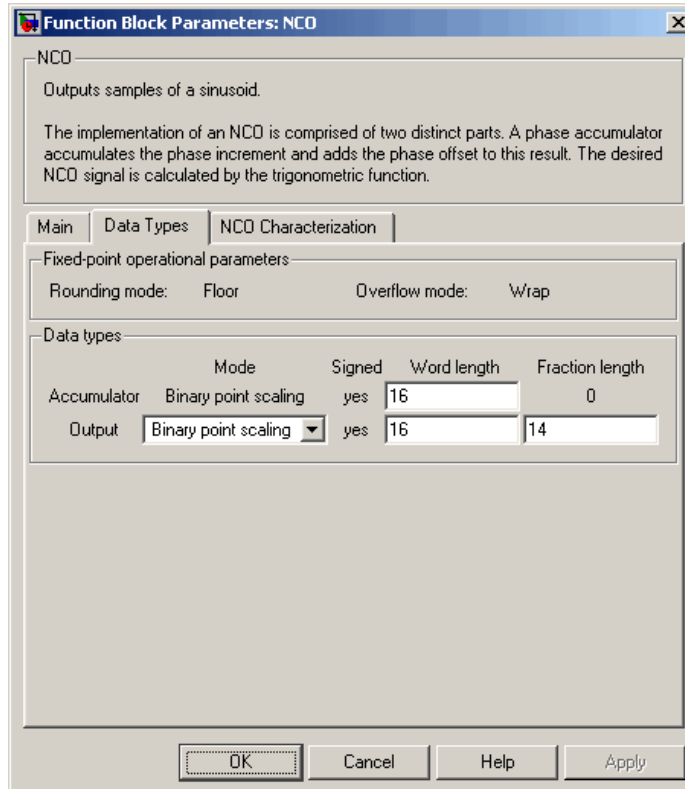 Function Block Parameters: NCO
NCO
Outputs samples of a sinusoid.
The implementation of an NCO is comprised of two distinct parts. A phase accumulator
accumulates the phase increment and adds the phase offset to this result. The desired
NCO signal is calculated by the trigonometric function.
Main Data Types NCO Characterization
Fixed-point operational parameters
Rounding mode: Floor Overflow mode: Wrap
Data types
Mode Signed Word length Fraction length
Accumulator Binary point scaling yes 16 0
Output Binary point scaling yes 16 14
OK Cancel Help Apply